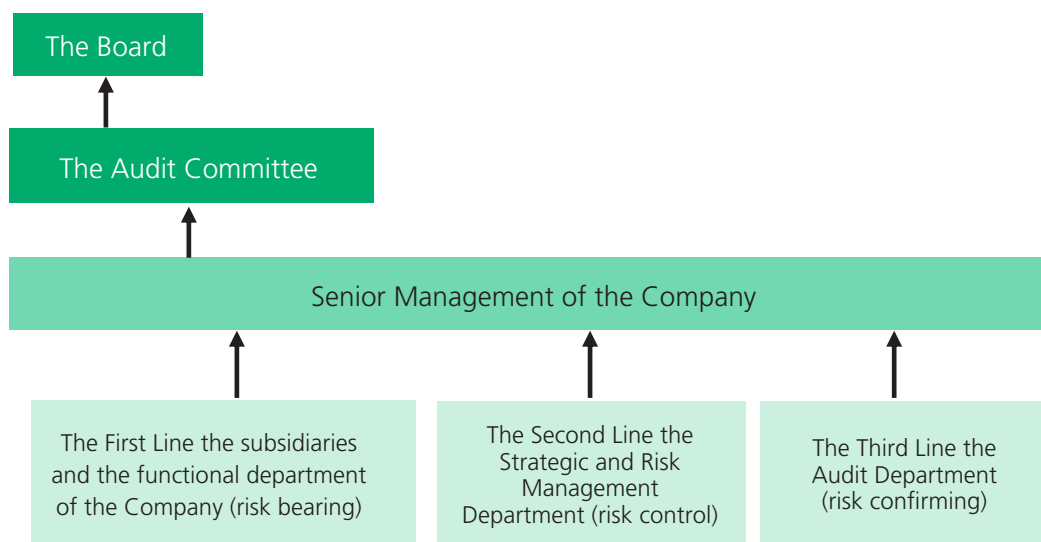 The Board
The Audit Committee
Senior Management of the Company
The First Line the subsidiaries
and the functional department
of the Company (risk bearing)
The Second Line the
Strategic and Risk
Management
Department (risk control)
The Third Line the
Audit Department
(risk confirming)